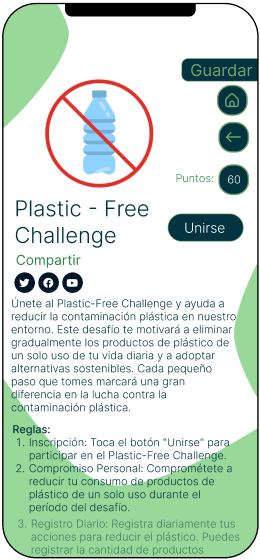 Guardar
Puntos: 60
Plastic - Free
Challenge
Unirse
Compartir
Únete al Plastic-Free Challenge y ayuda a
reducir la contaminación plástica en nuestro
entorno. Este desafío te motivará a eliminar
gradualmente los productos de plástico de
un solo uso de tu vida diaria y a adoptar
alternativas sostenibles. Cada pequeño
paso que tomes marcará una gran
diferencia en la lucha contra la
contaminación plástica.
Reglas:
1. Inscripción: Toca el botón "Unirse" para
participar en el Plastic-Free Challenge.
2. Compromiso Personal: Comprométete a
reducir tu consumo de productos de
plástico de un solo uso durante el
período del desafío.
3. Registro Diario: Registra diariamente tus
acciones para reducir el plástico. Puedes
registrar la cantidad de productos